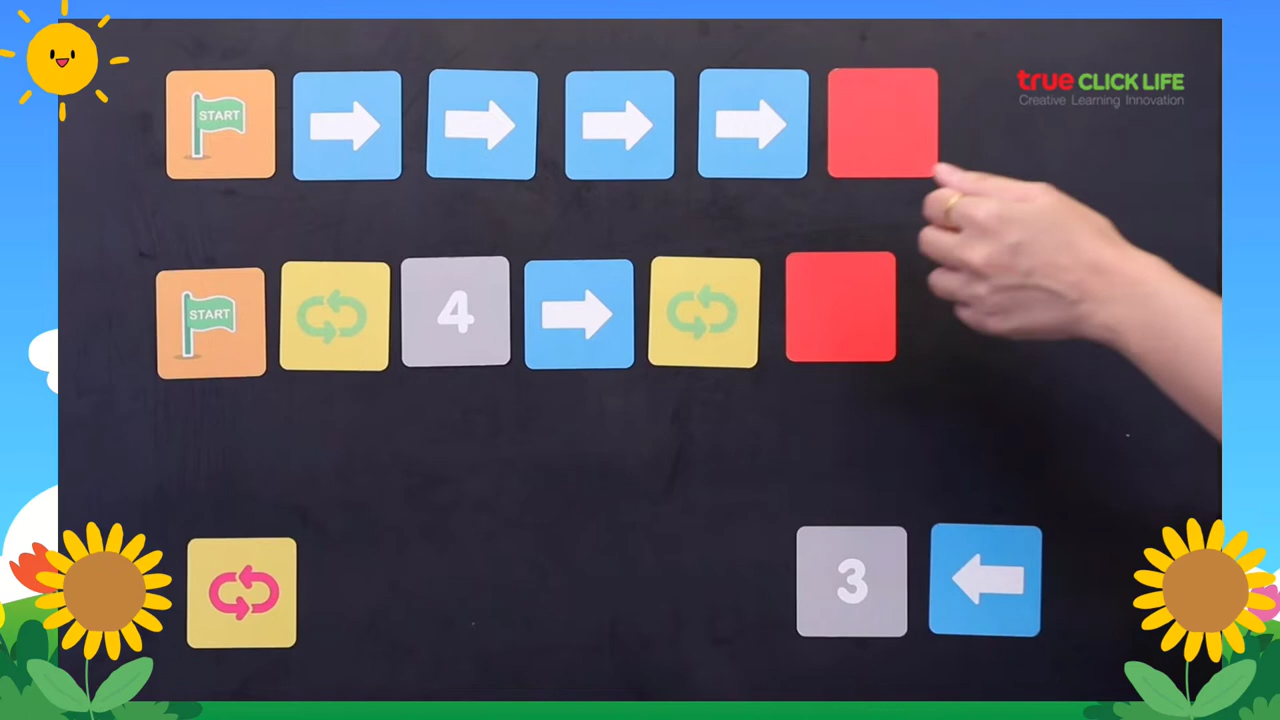 START
true CLICK LIFE
Creative Learning Innovation
START
4
3